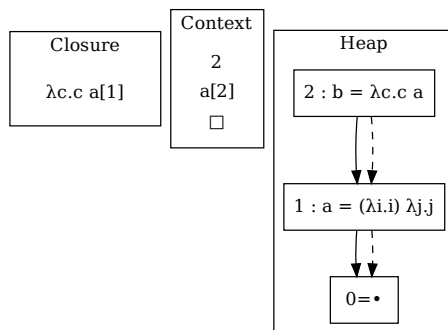 Closure
λc.c a[1]
Context
2
a[2]
□
Heap
2 : b = λc.c a
1 : a = (λi.i) λj.j
0=•